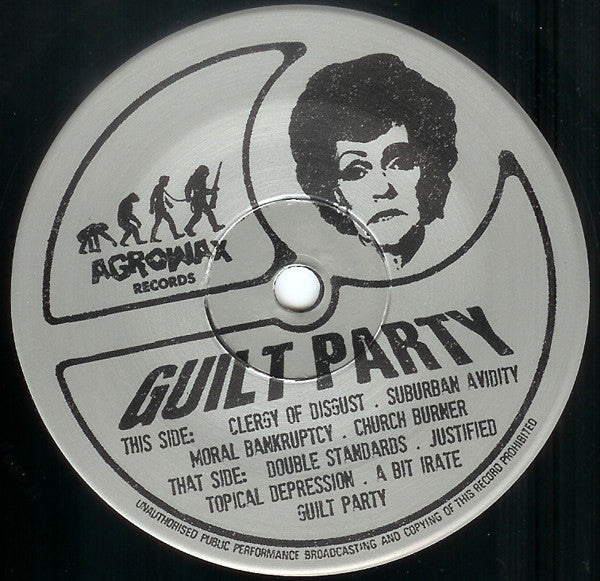 AGROWAX
RECORDS
GUILT PARTY
THIS SIDE: CLERGY OF DISGUST . SUBURBAN AVIDITY
MORAL BANKRUPTCY . CHURCH BURNER
THAT SIDE: DOUBLE STANDARDS . JUSTIFIED
TOPICAL DEPRESSION . A BIT IRATE
GUILT PARTY
UNAUTHORISED PUBLIC PERFORMANCE BROADCASTING AND COPYING OF THIS RECORD PROHIBITED